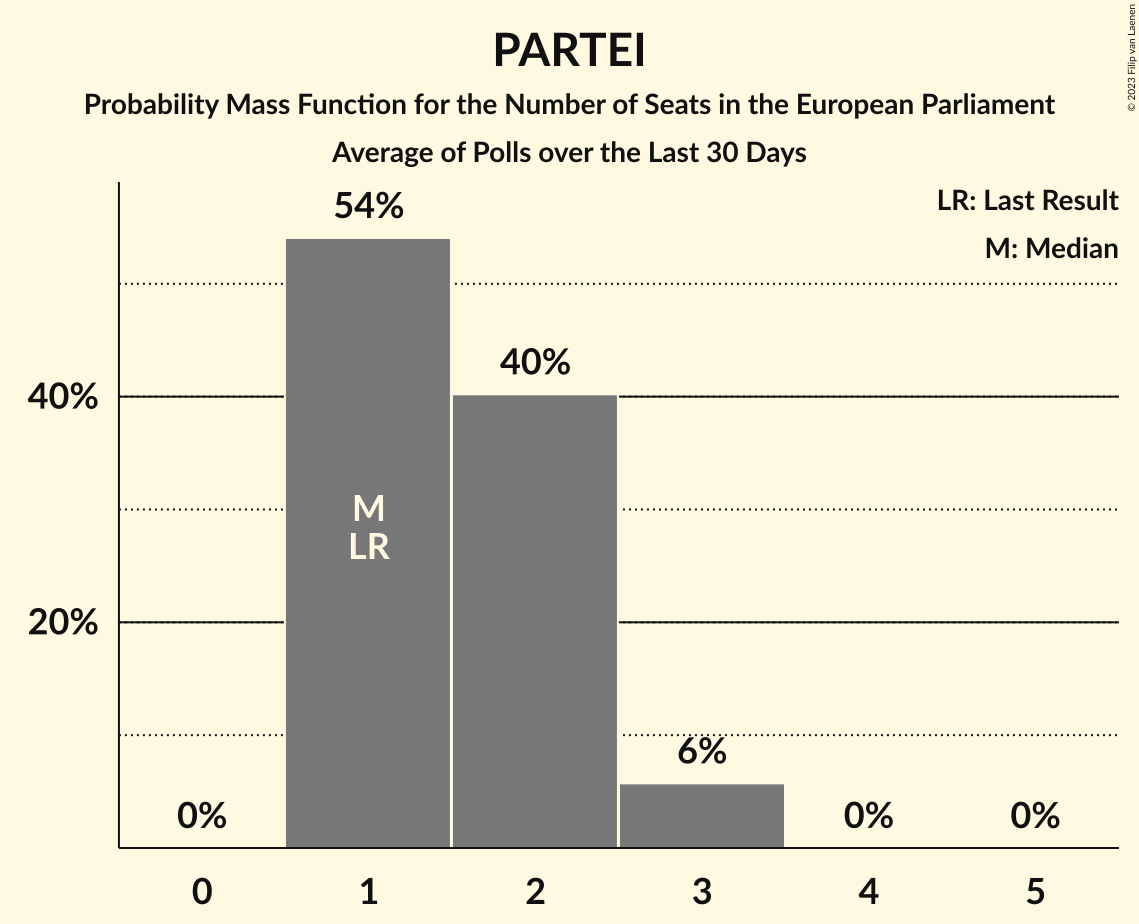 PARTEI
Probability Mass Function for the Number of Seats in the European Parliament
Average of Polls over the Last 30 Days
© 2023 Filip van Laenen
LR: Last Result
M: Median
54%
40%
40%
M
LR
20%
6%
0%
0%
0%
0
1
2
3
4
5